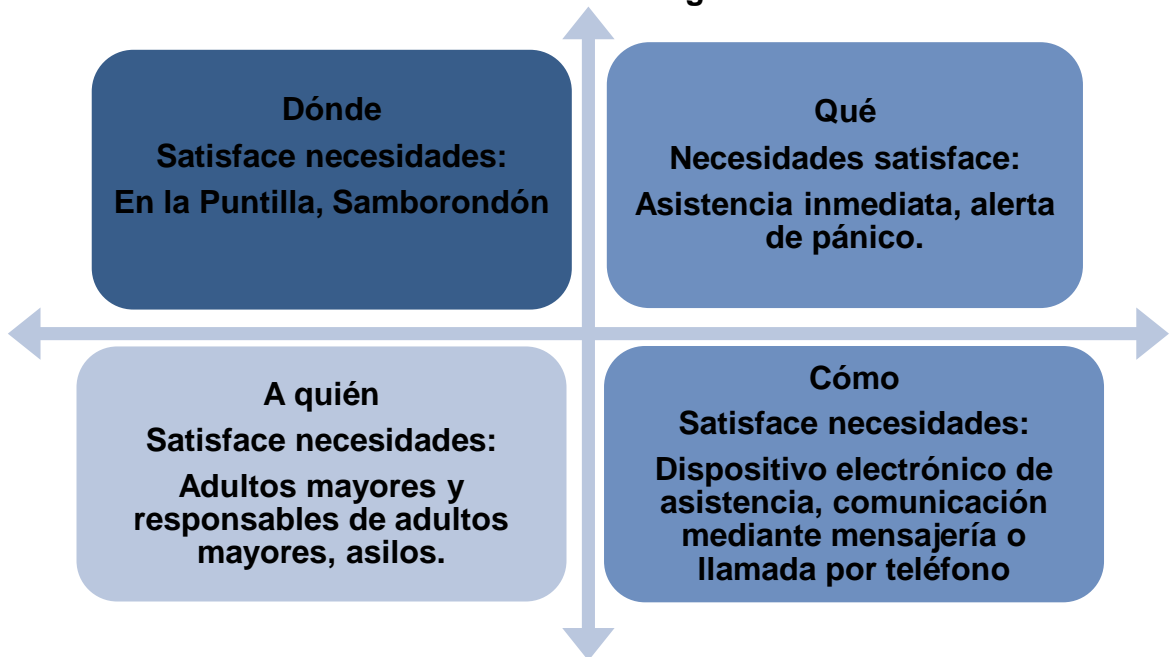 Dónde
Satisface necesidades:
En la Puntilla, Samborondón
Qué
Necesidades satisface:
Asistencia inmediata, alerta
de pánico.
A quién
Satisface necesidades:
Adultos mayores y
responsables de adultos
mayores, asilos.
Cómo
Satisface necesidades:
Dispositivo electrónico de
asistencia, comunicación
mediante mensajería o
llamada por teléfono